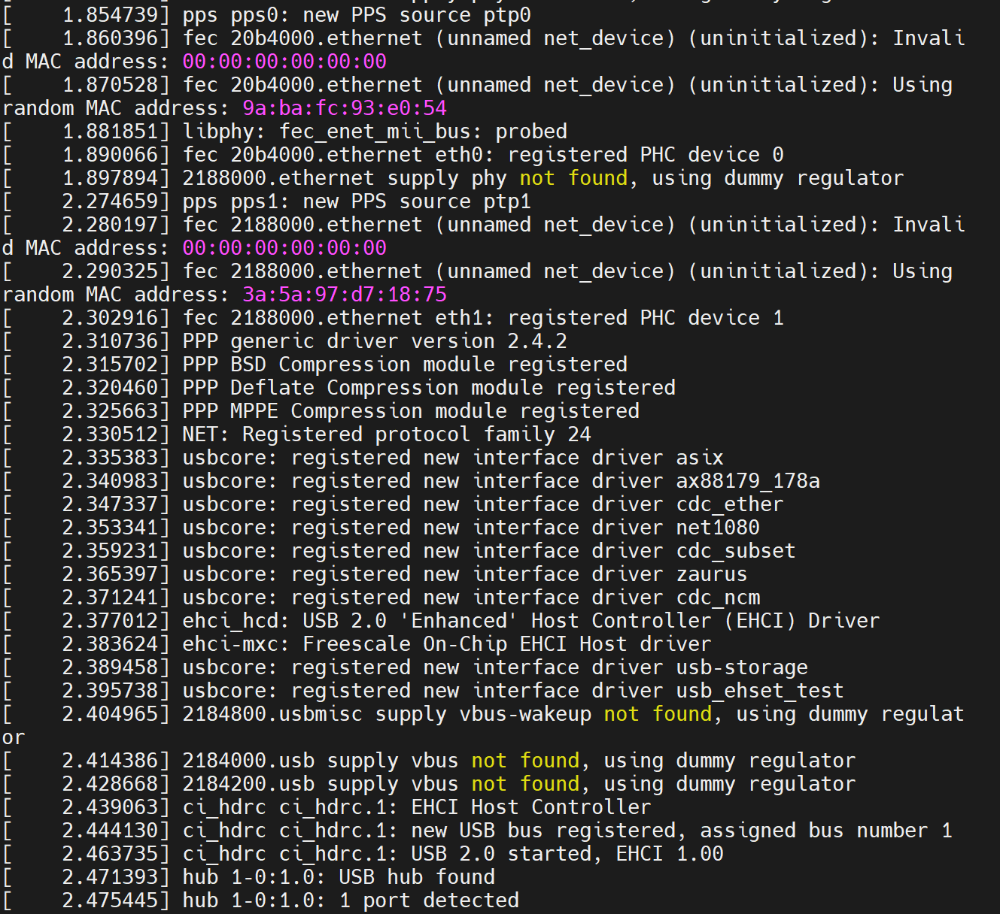 [    1.854739] pps pps0: new PPS source ptp0
[    1.860396] fec 20b4000.ethernet (unnamed net_device) (uninitialized): Invali
d MAC address: 00:00:00:00:00:00
[    1.870528] fec 20b4000.ethernet (unnamed net_device) (uninitialized): Using
random MAC address: 9a:ba:fc:93:e0:54
[    1.881851] libphy: fec_enet_mii_bus: probed
[    1.890066] fec 20b4000.ethernet eth0: registered PHC device 0
[    1.897894] 2188000.ethernet supply phy not found, using dummy regulator
[    2.274659] pps pps1: new PPS source ptp1
[    2.280197] fec 2188000.ethernet (unnamed net_device) (uninitialized): Invali
d MAC address: 00:00:00:00:00:00
[    2.290325] fec 2188000.ethernet (unnamed net_device) (uninitialized): Using
random MAC address: 3a:5a:97:d7:18:75
[    2.302916] fec 2188000.ethernet eth1: registered PHC device 1
[    2.310736] PPP generic driver version 2.4.2
[    2.315702] PPP BSD Compression module registered
[    2.320460] PPP Deflate Compression module registered
[    2.325663] PPP MPPE Compression module registered
[    2.330512] NET: Registered protocol family 24
[    2.335383] usbcore: registered new interface driver asix
[    2.340983] usbcore: registered new interface driver ax88179_178a
[    2.347337] usbcore: registered new interface driver cdc_ether
[    2.353341] usbcore: registered new interface driver net1080
[    2.359231] usbcore: registered new interface driver cdc_subset
[    2.365397] usbcore: registered new interface driver zaurus
[    2.371241] usbcore: registered new interface driver cdc_ncm
[    2.377012] ehci_hcd: USB 2.0 'Enhanced' Host Controller (EHCI) Driver
[    2.383624] ehci-mxc: Freescale On-Chip EHCI Host driver
[    2.389458] usbcore: registered new interface driver usb-storage
[    2.395738] usbcore: registered new interface driver usb_ehset_test
[    2.404965] 2184800.usbmisc supply vbus-wakeup not found, using dummy regulat
or
[    2.414386] 2184000.usb supply vbus not found, using dummy regulator
[    2.428668] 2184200.usb supply vbus not found, using dummy regulator
[    2.439063] ci_hdrc ci_hdrc.1: EHCI Host Controller
[    2.444130] ci_hdrc ci_hdrc.1: new USB bus registered, assigned bus number 1
[    2.463735] ci_hdrc ci_hdrc.1: USB 2.0 started, EHCI 1.00
[    2.471393] hub 1-0:1.0: USB hub found
[    2.475445] hub 1-0:1.0: 1 port detected